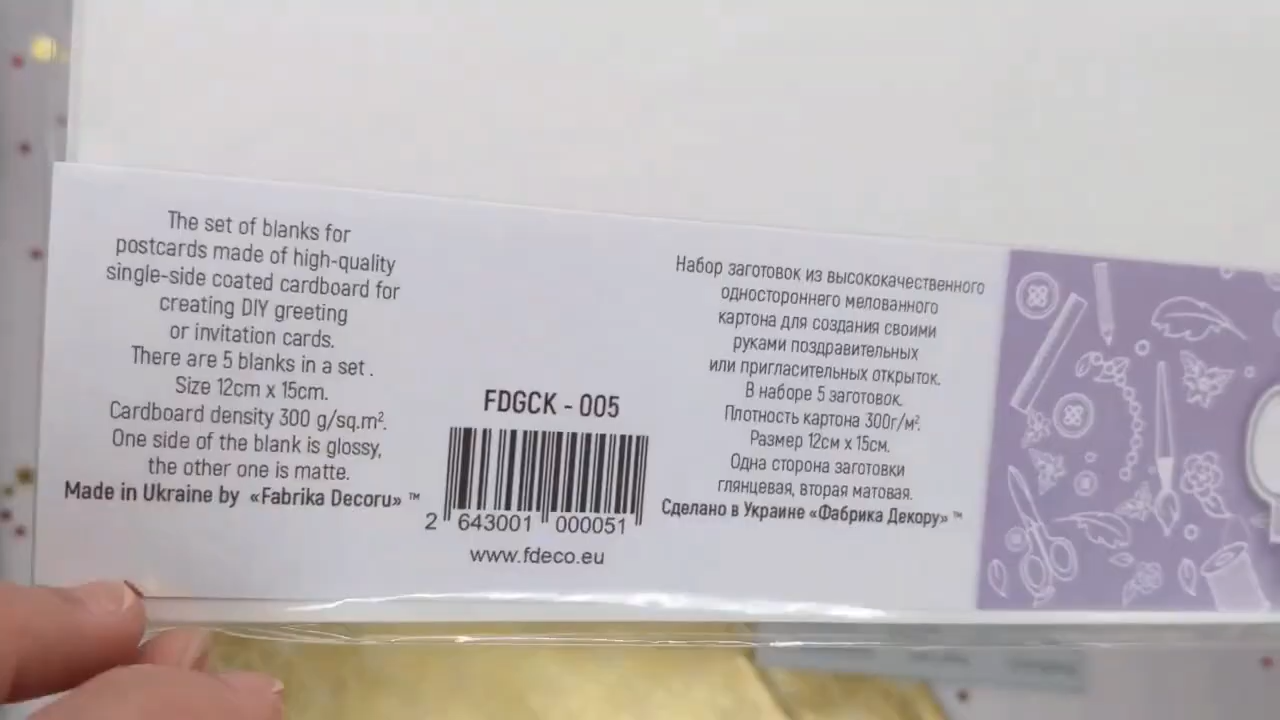 The set of blanks for
postcards made of high-quality
single-side coated cardboard for
creating DIY greeting
or invitation cards.
There are 5 blanks in a set .
Size 12cm x 15cm.
Cardboard density 300 g/sq.m².
One side of the blank is glossy,
the other one is matte.
Made in Ukraine by «Fabrika Decoru» ™
FDGCK - 005
2 643001 000051
www.fdeco.eu
Набор заготовок из высококачественного
одностороннего мелованного
картона для создания своими
руками поздравительных
или пригласительных открыток.
В наборе 5 заготовок.
Плотность картона 300г/м².
Размер 12см х 15см.
Одна сторона заготовки
глянцевая, вторая матовая.
Сделано в Украине «Фабрика Декору» ™